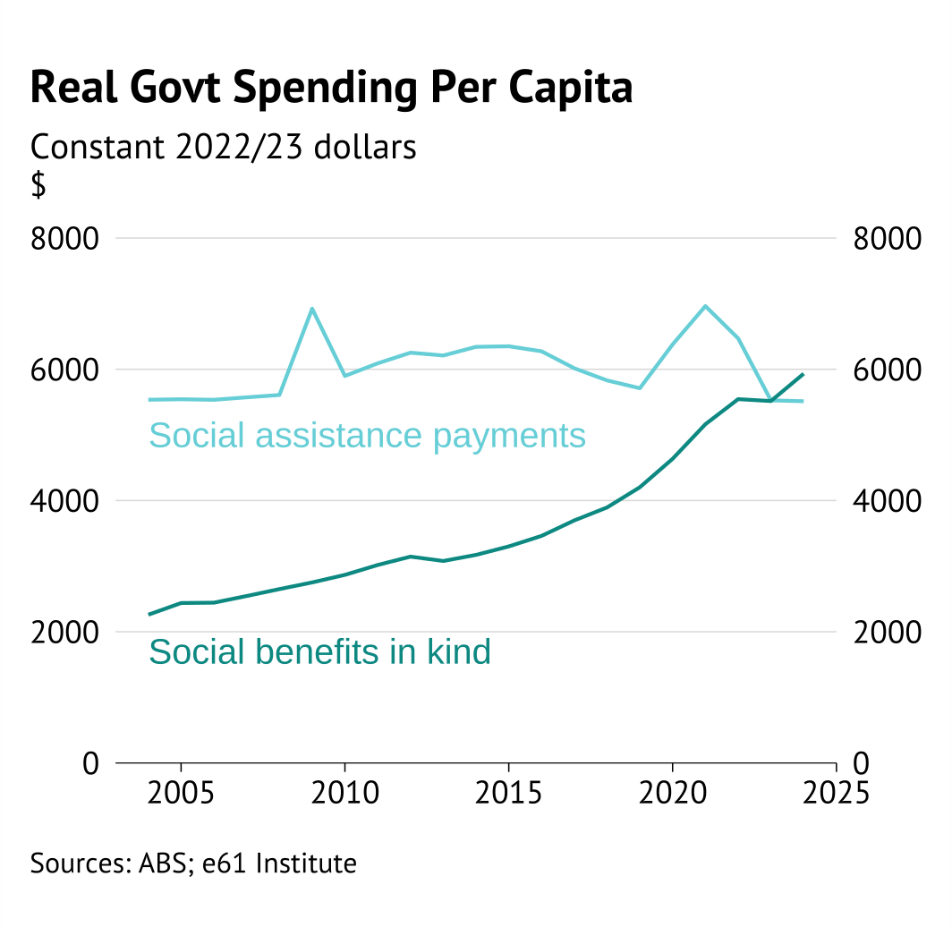 Real Govt Spending Per Capita
Constant 2022/23 dollars
$
8000 8000
6000 6000
Social assistance payments
4000 4000
2000 2000
Social benefits in kind
0 0
2005 2010 2015 2020 2025
Sources: ABS; e61 Institute